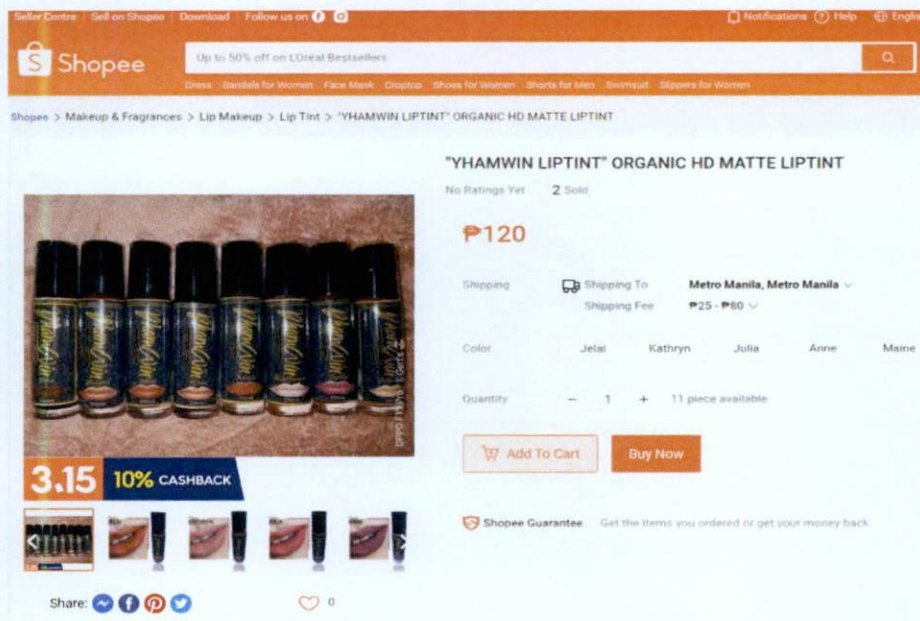 Seller Centre Sell on Shopee Download Follow us on
Notifications Help English
Shopee
Up to 50% off on L'Oreal Bestsellers
Dress Sandals for Women Face Mask Croptop Shoes for Women Shorts for Men Swimsuit Slippers for Women
Shopee > Makeup & Fragrances > Lip Makeup > Lip Tint > "YHAMWIN LIPTINT" ORGANIC HD MATTE LIPTINT
"YHAMWIN LIPTINT" ORGANIC HD MATTE LIPTINT
No Ratings Yet 2 Sold
₱120
Shipping Shipping To Metro Manila, Metro Manila
Shipping Fee ₱25 - ₱80
Color Jelai Kathryn Julia Anne Maine
Quantity − 1 + 11 piece available
Add To Cart Buy Now
3.15 10% CASHBACK
Shopee Guarantee Get the items you ordered or get your money back.
Share: 0